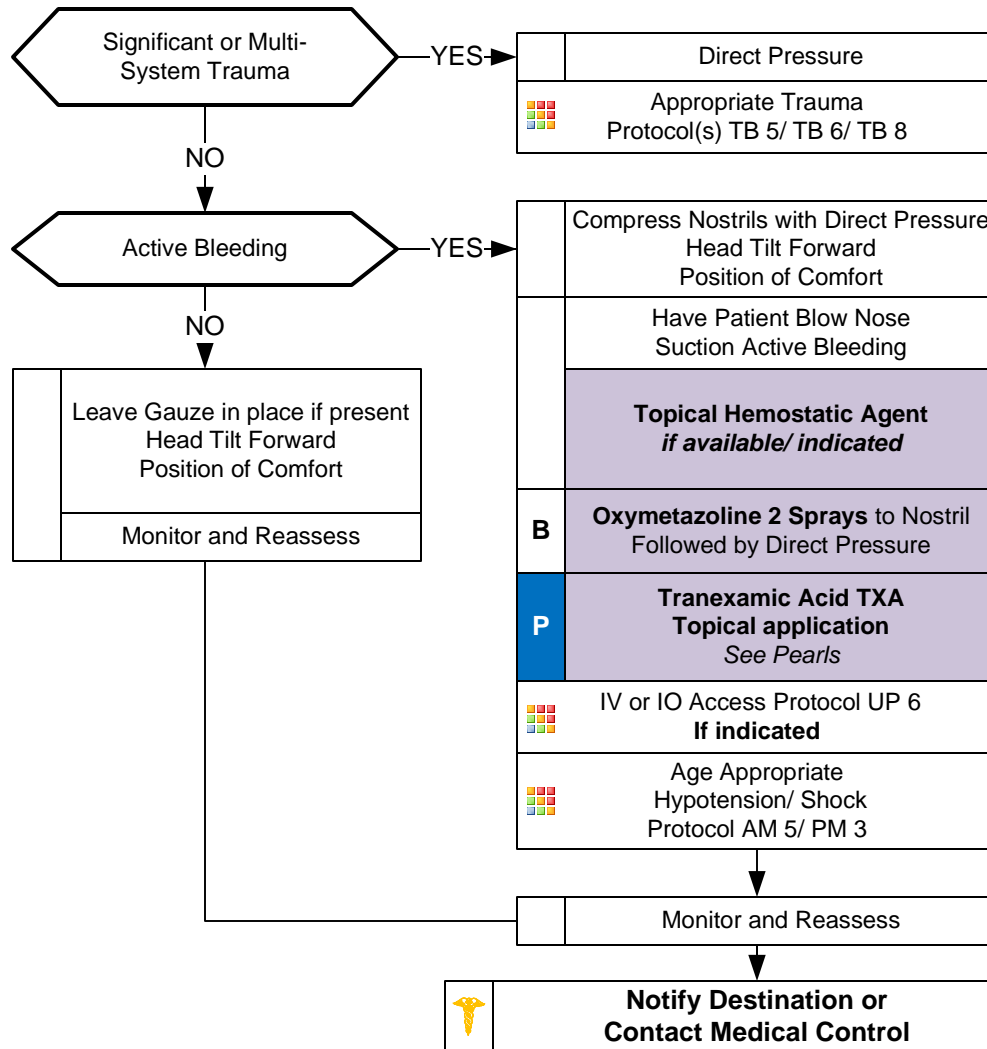 Significant or Multi-
System Trauma
YES
Direct Pressure
Appropriate Trauma
Protocol(s) TB 5/ TB 6/ TB 8
NO
Active Bleeding
YES
Compress Nostrils with Direct Pressure
Head Tilt Forward
Position of Comfort
Have Patient Blow Nose
Suction Active Bleeding
Topical Hemostatic Agent
if available/ indicated
B
Oxymetazoline 2 Sprays to Nostril
Followed by Direct Pressure
P
Tranexamic Acid TXA
Topical application
See Pearls
IV or IO Access Protocol UP 6
If indicated
Age Appropriate
Hypotension/ Shock
Protocol AM 5/ PM 3
NO
Leave Gauze in place if present
Head Tilt Forward
Position of Comfort
Monitor and Reassess
Monitor and Reassess
Notify Destination or
Contact Medical Control